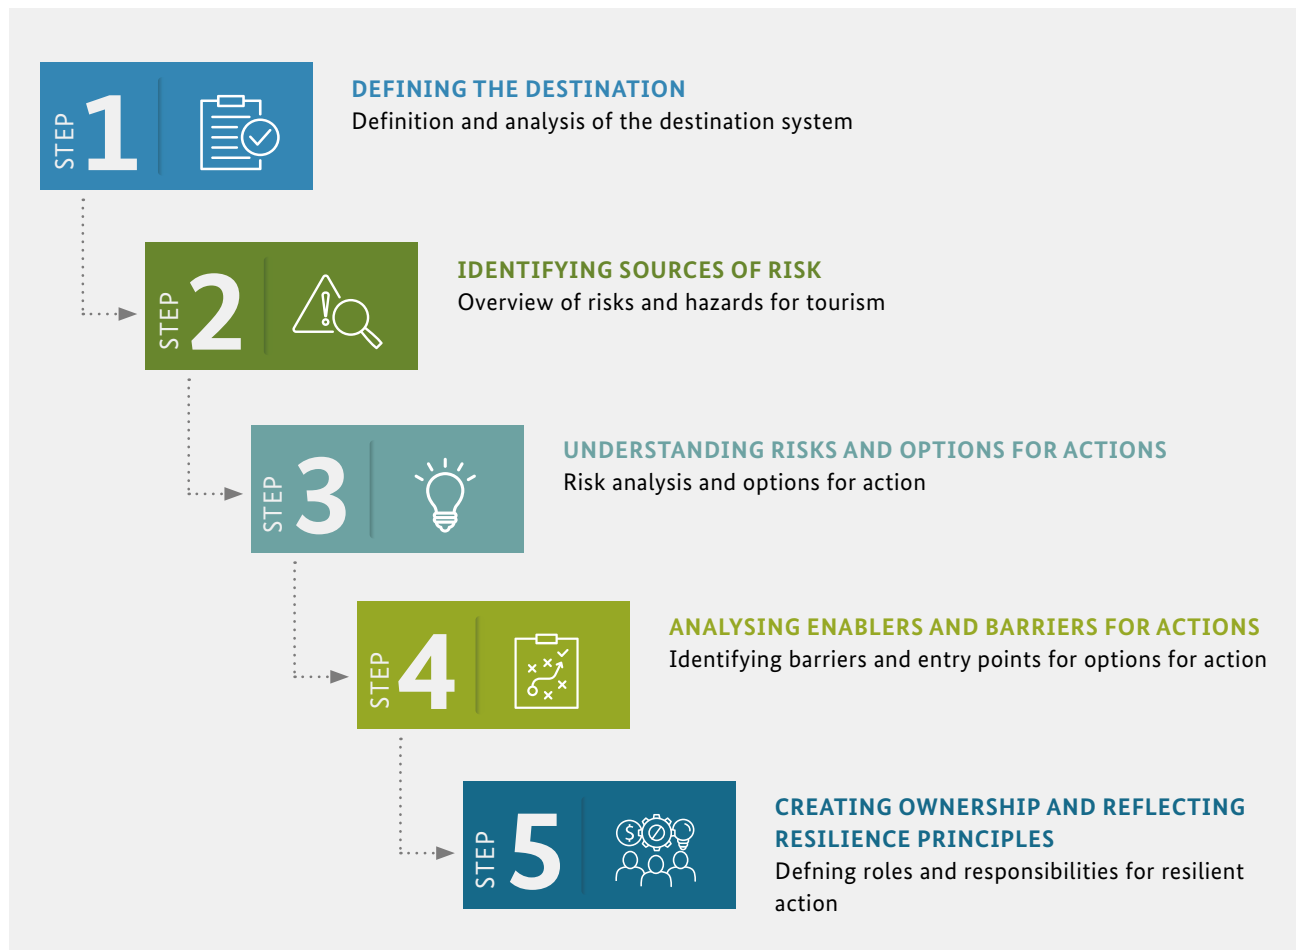 STEP 1
DEFINING THE DESTINATION
Definition and analysis of the destination system
STEP 2
IDENTIFYING SOURCES OF RISK
Overview of risks and hazards for tourism
STEP 3
UNDERSTANDING RISKS AND OPTIONS FOR ACTIONS
Risk analysis and options for action
STEP 4
ANALYSING ENABLERS AND BARRIERS FOR ACTIONS
Identifying barriers and entry points for options for action
STEP 5
$
CREATING OWNERSHIP AND REFLECTING
RESILIENCE PRINCIPLES
Defning roles and responsibilities for resilient
action